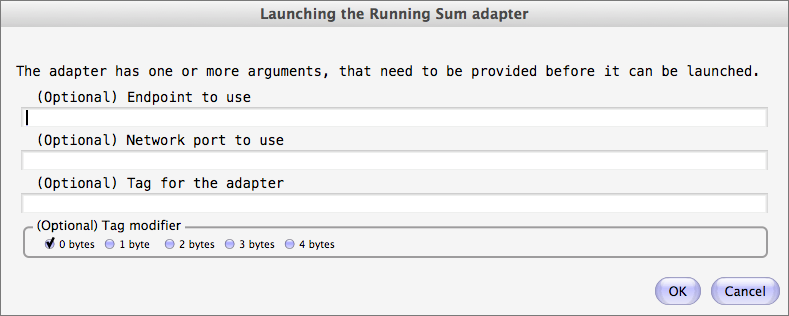 Launching the Running Sum adapter
The adapter has one or more arguments, that need to be provided before it can be launched.
(Optional) Endpoint to use
(Optional) Network port to use
(Optional) Tag for the adapter
(Optional) Tag modifier
0 bytes 1 byte 2 bytes 3 bytes 4 bytes
OK Cancel